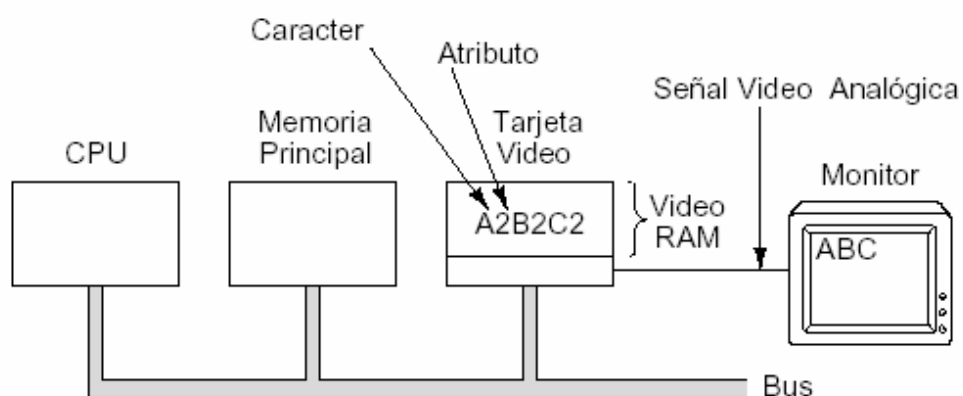 Caracter
Atributo
Señal Video Analógica
CPU
Memoria
Principal
Tarjeta
Video
Monitor
A2B2C2
Video
RAM
ABC
Bus